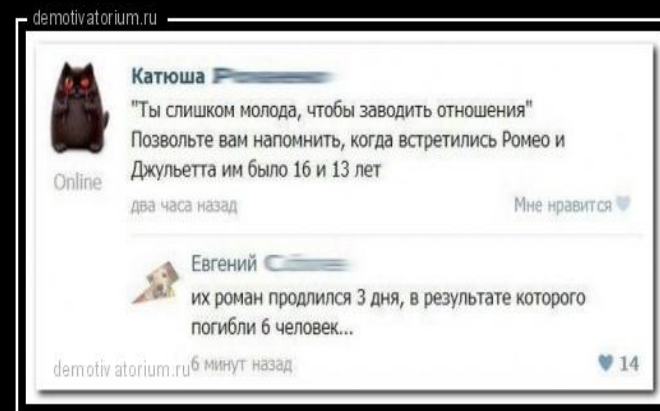 demotivatorium.ru
Катюша
"Ты слишком молода, чтобы заводить отношения"
Позвольте вам напомнить, когда встретились Ромео и
Джульетта им было 16 и 13 лет
Online
два часа назад
Мне нравится
Евгений
их роман продлился 3 дня, в результате которого
погибли 6 человек...
6 минут назад
14
demotivatorium.ru